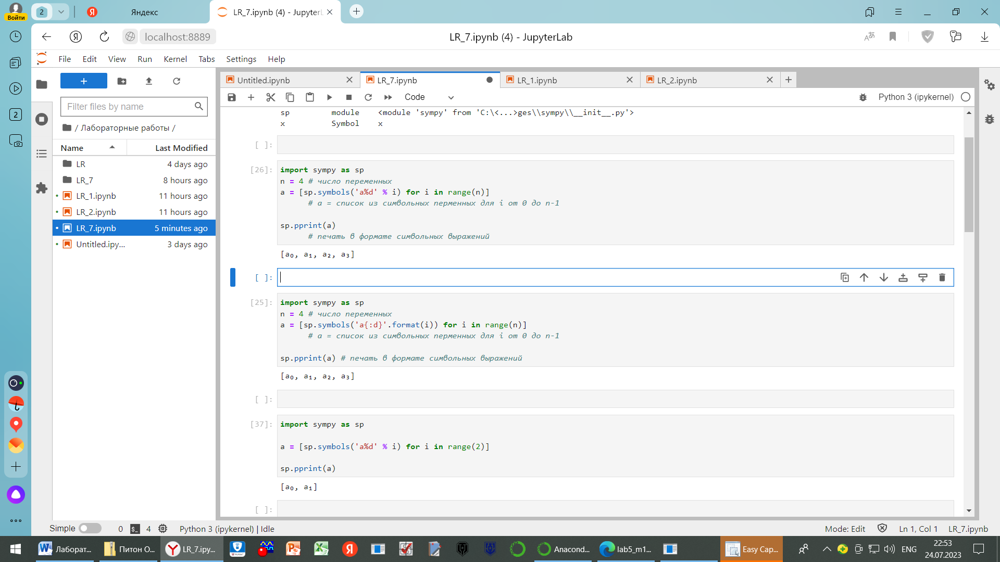 2
Яндекс
LR_7.ipynb (4) - JupyterL
Войти
localhost:8889
LR_7.ipynb (4) - JupyterLab
File Edit View Run Kernel Tabs Settings Help
Untitled.ipynb
LR_7.ipynb
LR_1.ipynb
LR_2.ipynb
Code
Python 3 (ipykernel)
Filter files by name
/ Лабораторные работы /
Name Last Modified
LR 4 days ago
LR_7 8 hours ago
LR_1.ipynb 11 hours ago
LR_2.ipynb 11 hours ago
LR_7.ipynb 5 minutes ago
Untitled.ipy... 3 days ago
2
sp module <module 'sympy' from 'C:\<...>ges\\sympy\\__init__.py'>
x Symbol x
[ ]:
[26]:
import sympy as sp
n = 4 # число переменных
a = [sp.symbols('a%d' % i) for i in range(n)]
# a = список из символьных перменных для i от 0 до n-1
sp.pprint(a)
# печать в формате символьных выражений
[a₀, a₁, a₂, a₃]
[ ]:
[25]:
import sympy as sp
n = 4 # число переменных
a = [sp.symbols('a{:d}'.format(i)) for i in range(n)]
# a = список из символьных перменных для i от 0 до n-1
sp.pprint(a) # печать в формате символьных выражений
[a₀, a₁, a₂, a₃]
[ ]:
[37]:
import sympy as sp
a = [sp.symbols('a%d' % i) for i in range(2)]
sp.pprint(a)
[a₀, a₁]
[ ]:
Simple 0 $_ 4 Python 3 (ipykernel) | Idle
Mode: Edit Ln 1, Col 1 LR_7.ipynb
Лаборат...
Питон О...
LR_7.ipy...
Anacond...
lab5_m1...
Easy Cap...
ENG
22:53
24.07.2023